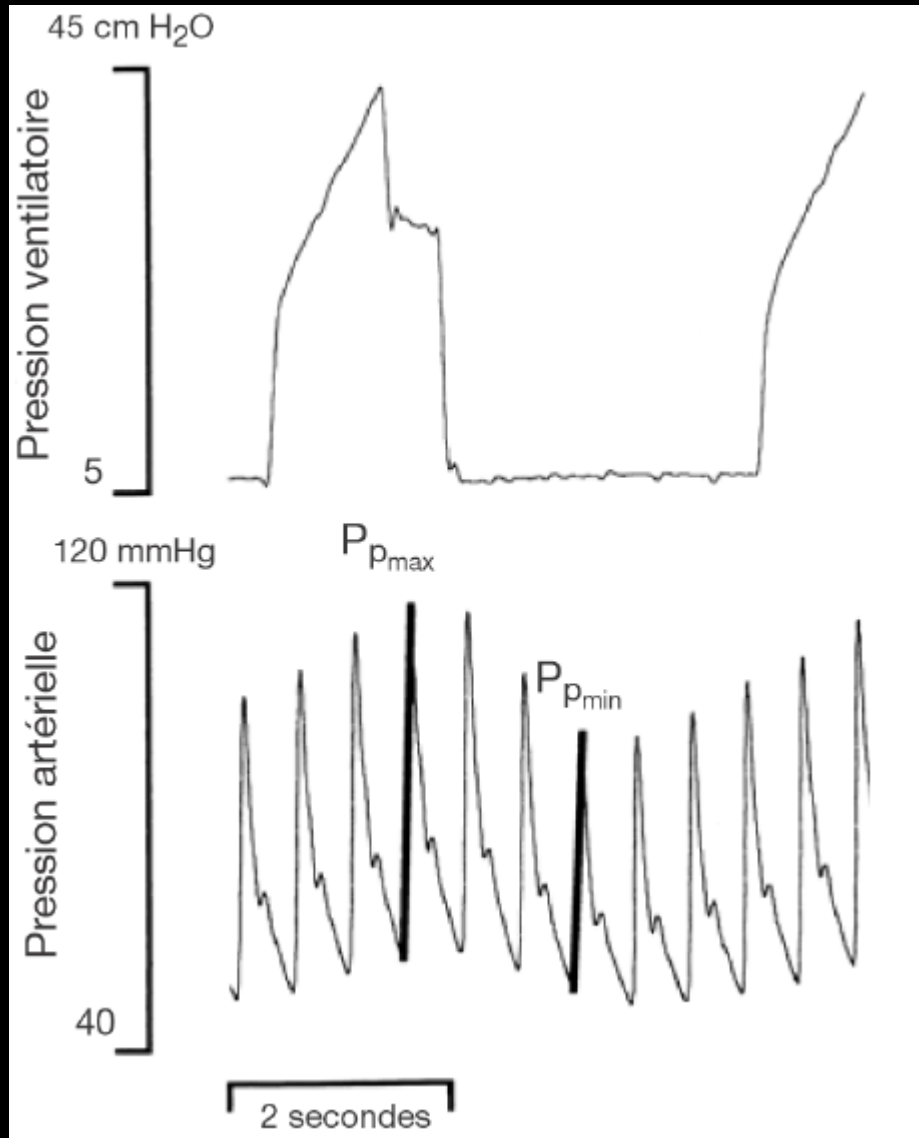 45 cm H₂O
Pression ventilatoire
5
120 mmHg
Pₚₘₐₓ
Pₚₘᵢₙ
Pression artérielle
40
2 secondes